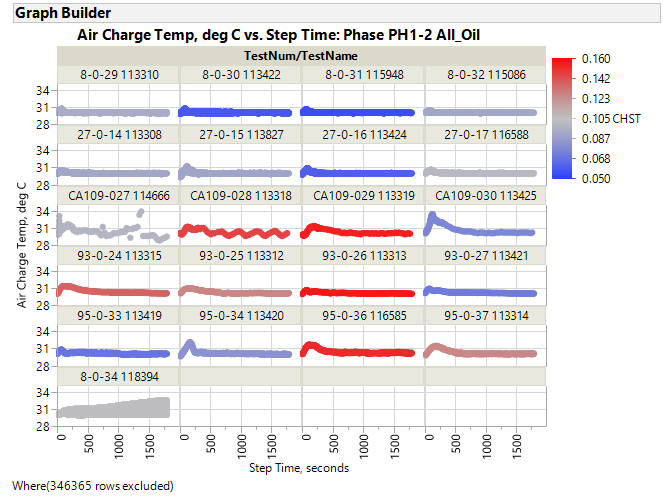 Graph Builder
Air Charge Temp, deg C vs. Step Time: Phase PH1-2 All_Oil
TestNum/TestName
8-0-29 113310 8-0-30 113422 8-0-31 115948 8-0-32 115086
34
31
28
27-0-14 113308 27-0-15 113827 27-0-16 113424 27-0-17 116588
34
31
28
CA109-027 114666 CA109-028 113318 CA109-029 113319 CA109-030 113425
34
31
28
93-0-24 113315 93-0-25 113312 93-0-26 113313 93-0-27 113421
34
31
28
95-0-33 113419 95-0-34 113420 95-0-36 116585 95-0-37 113314
34
31
28
8-0-34 118394
34
31
28
Air Charge Temp, deg C
0 500 1000 1500 0 500 1000 1500 0 500 1000 1500 0 500 1000 1500
Step Time, seconds
0.160
0.142
0.123
0.105 CHST
0.087
0.068
0.050
Where(346365 rows excluded)